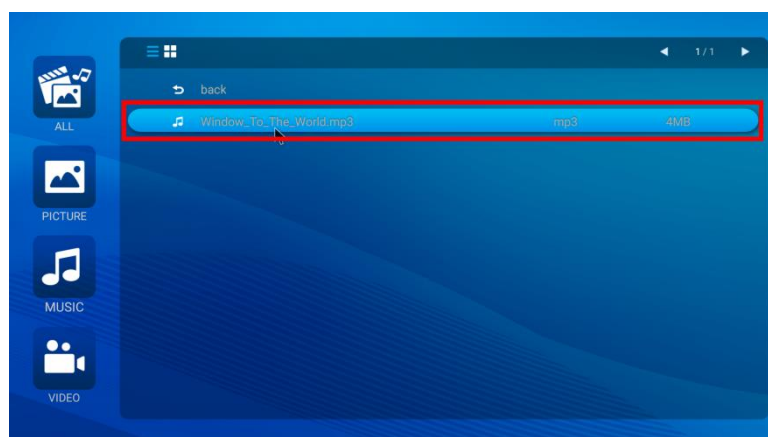 1 / 1
back
Window_To_The_World.mp3 mp3 4MB
ALL
PICTURE
MUSIC
VIDEO